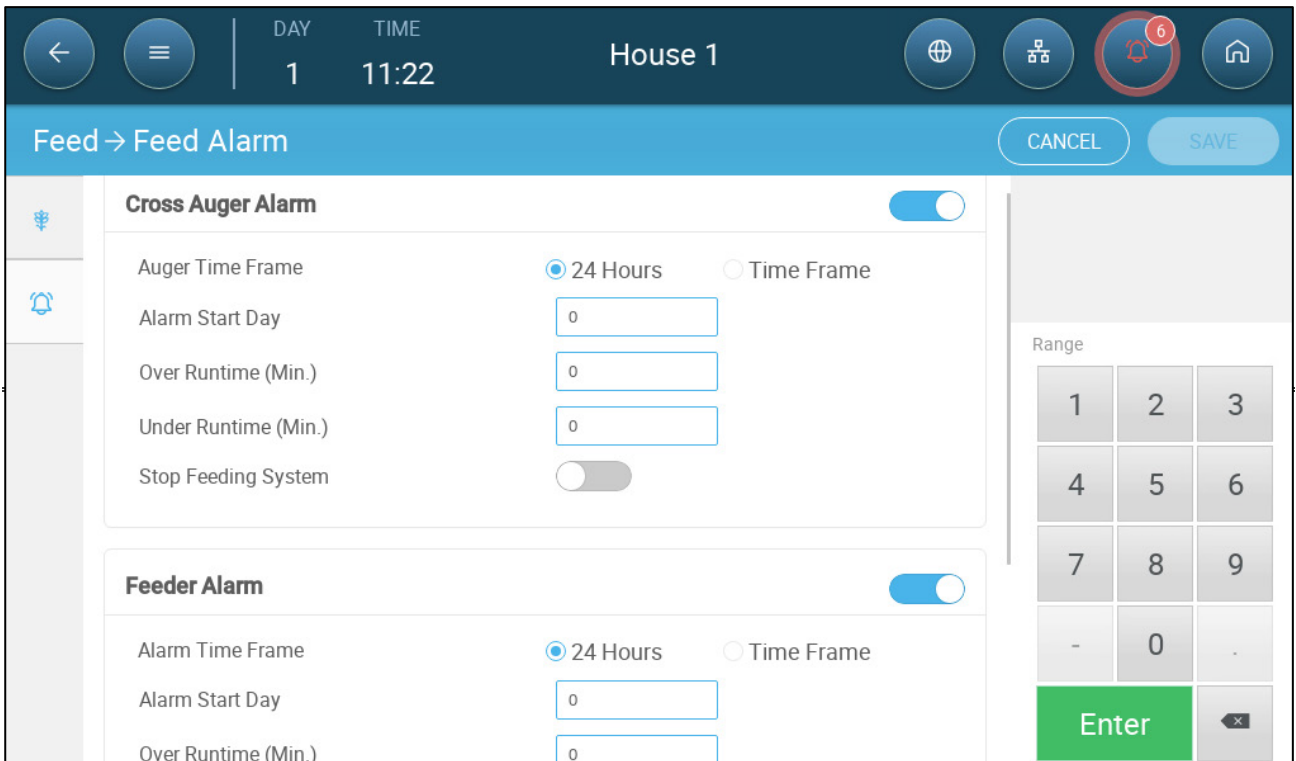 DAY TIME
1 11:22
House 1
6
Feed → Feed Alarm
CANCEL
SAVE
Cross Auger Alarm
Auger Time Frame
24 Hours
Time Frame
Alarm Start Day
0
Over Runtime (Min.)
0
Under Runtime (Min.)
0
Stop Feeding System
Feeder Alarm
Alarm Time Frame
24 Hours
Time Frame
Alarm Start Day
0
Over Runtime (Min.)
0
Range
1 2 3
4 5 6
7 8 9
- 0 .
Enter